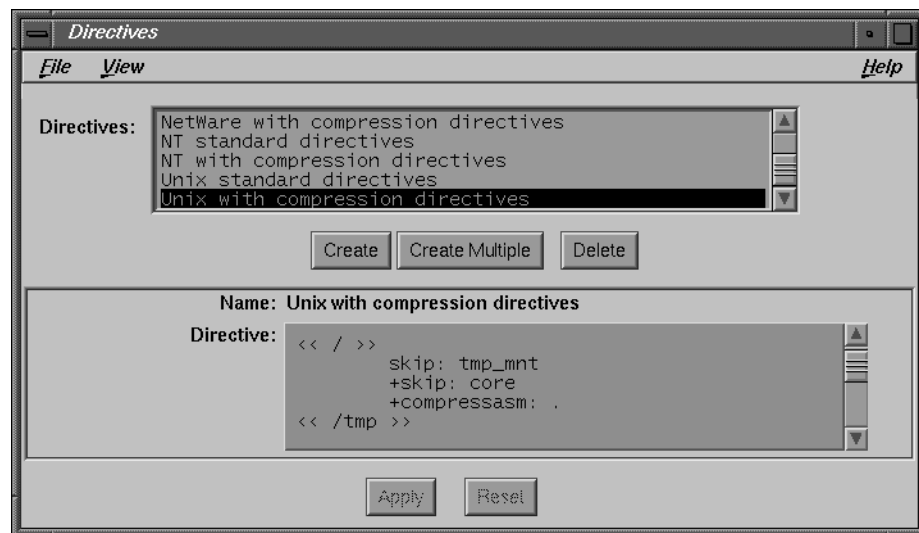 Directives
File View Help
Directives:
NetWare with compression directives
NT standard directives
NT with compression directives
Unix standard directives
Unix with compression directives
Create Create Multiple Delete
Name: Unix with compression directives
Directive:
<< / >>
skip: tmp_mnt
+skip: core
+compressasm: .
<< /tmp >>
Apply Reset